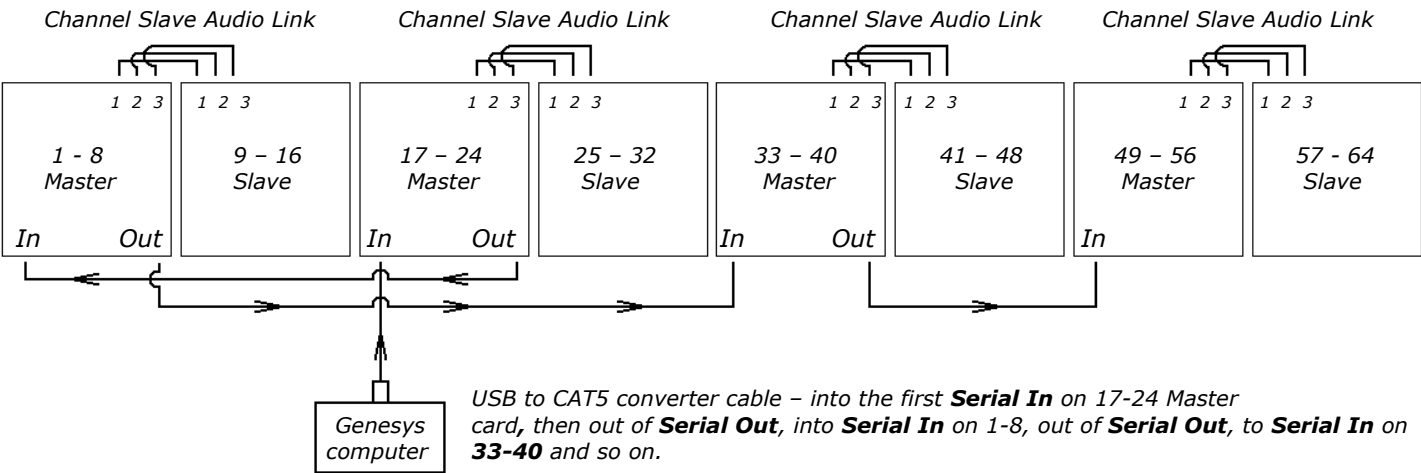 Channel Slave Audio Link Channel Slave Audio Link Channel Slave Audio Link Channel Slave Audio Link
1 2 3 1 2 3 1 2 3 1 2 3 1 2 3 1 2 3 1 2 3 1 2 3
1 - 8 9 – 16 17 – 24 25 – 32 33 – 40 41 – 48 49 – 56 57 - 64
Master Slave Master Slave Master Slave Master Slave
In Out In Out In Out In
USB to CAT5 converter cable – into the first Serial In on 17-24 Master
card, then out of Serial Out, into Serial In on 1-8, out of Serial Out, to Serial In on
33-40 and so on.
Genesys
computer